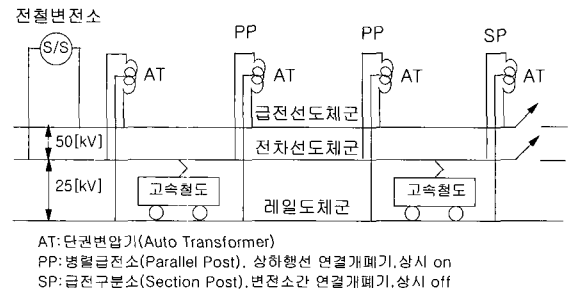 전철변전소
S/S
PP
PP
SP
AT
AT
AT
AT
급전선도체군
50[kV]
전차선도체군
25[kV]
고속철도
고속철도
레일도체군
AT:단권변압기(Auto Transformer)
PP:병렬급전소(Parallel Post), 상하행선 연결개폐기,상시 on
SP:급전구분소(Section Post),변전소간 연결개폐기,상시 off